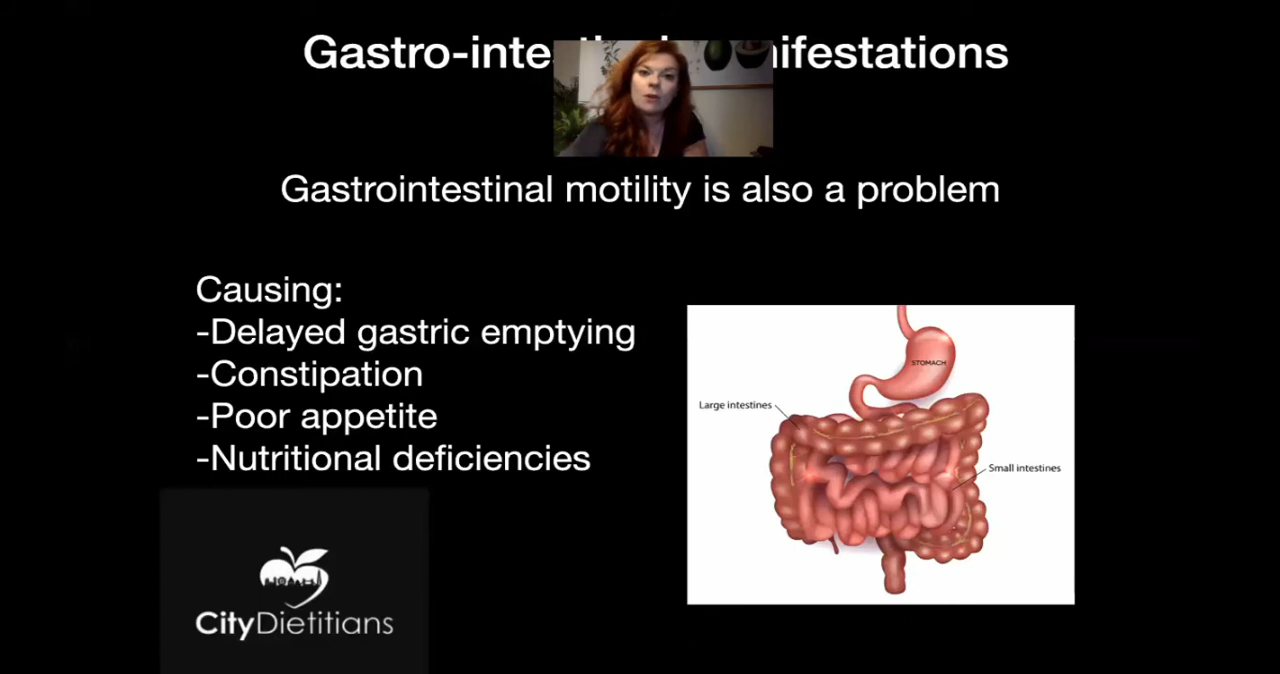 Gastro-inte nifestations
Gastrointestinal motility is also a problem
Causing:
-Delayed gastric emptying
-Constipation
-Poor appetite
-Nutritional deficiencies
STOMACH
Large intestines
Small intestines
CityDietitians